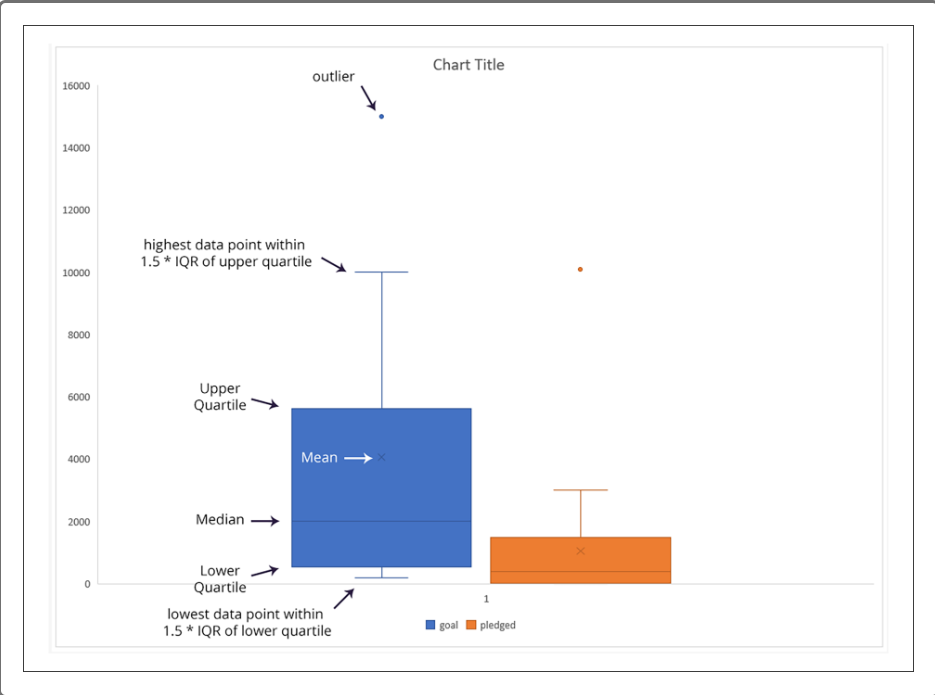 Chart Title
outlier
16000
14000
12000
highest data point within
1.5 * IQR of upper quartile
10000
8000
Upper
Quartile
6000
Mean
4000
Median
2000
Lower
Quartile
0
lowest data point within
1.5 * IQR of lower quartile
1
goal pledged